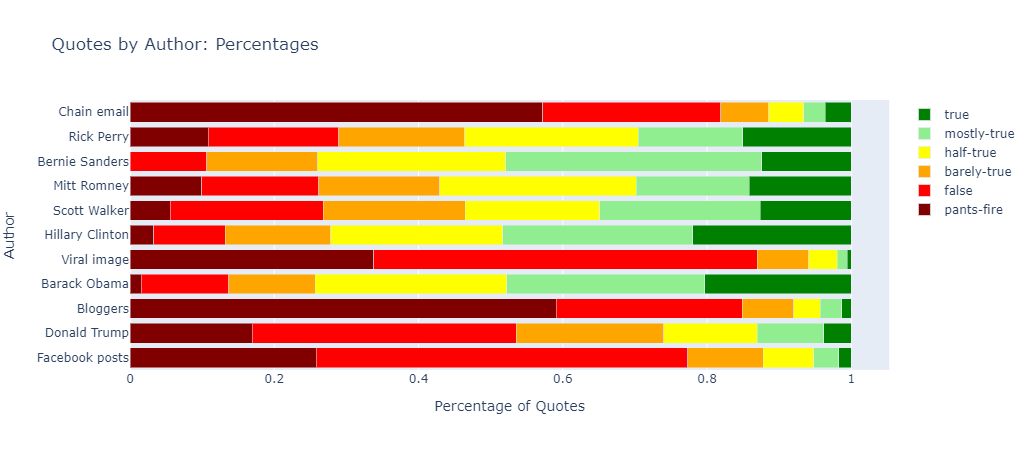 Quotes by Author: Percentages
Chain email
Rick Perry
Bernie Sanders
Mitt Romney
Scott Walker
Hillary Clinton
Viral image
Barack Obama
Bloggers
Donald Trump
Facebook posts
Author
0 0.2 0.4 0.6 0.8 1
Percentage of Quotes
true
mostly-true
half-true
barely-true
false
pants-fire